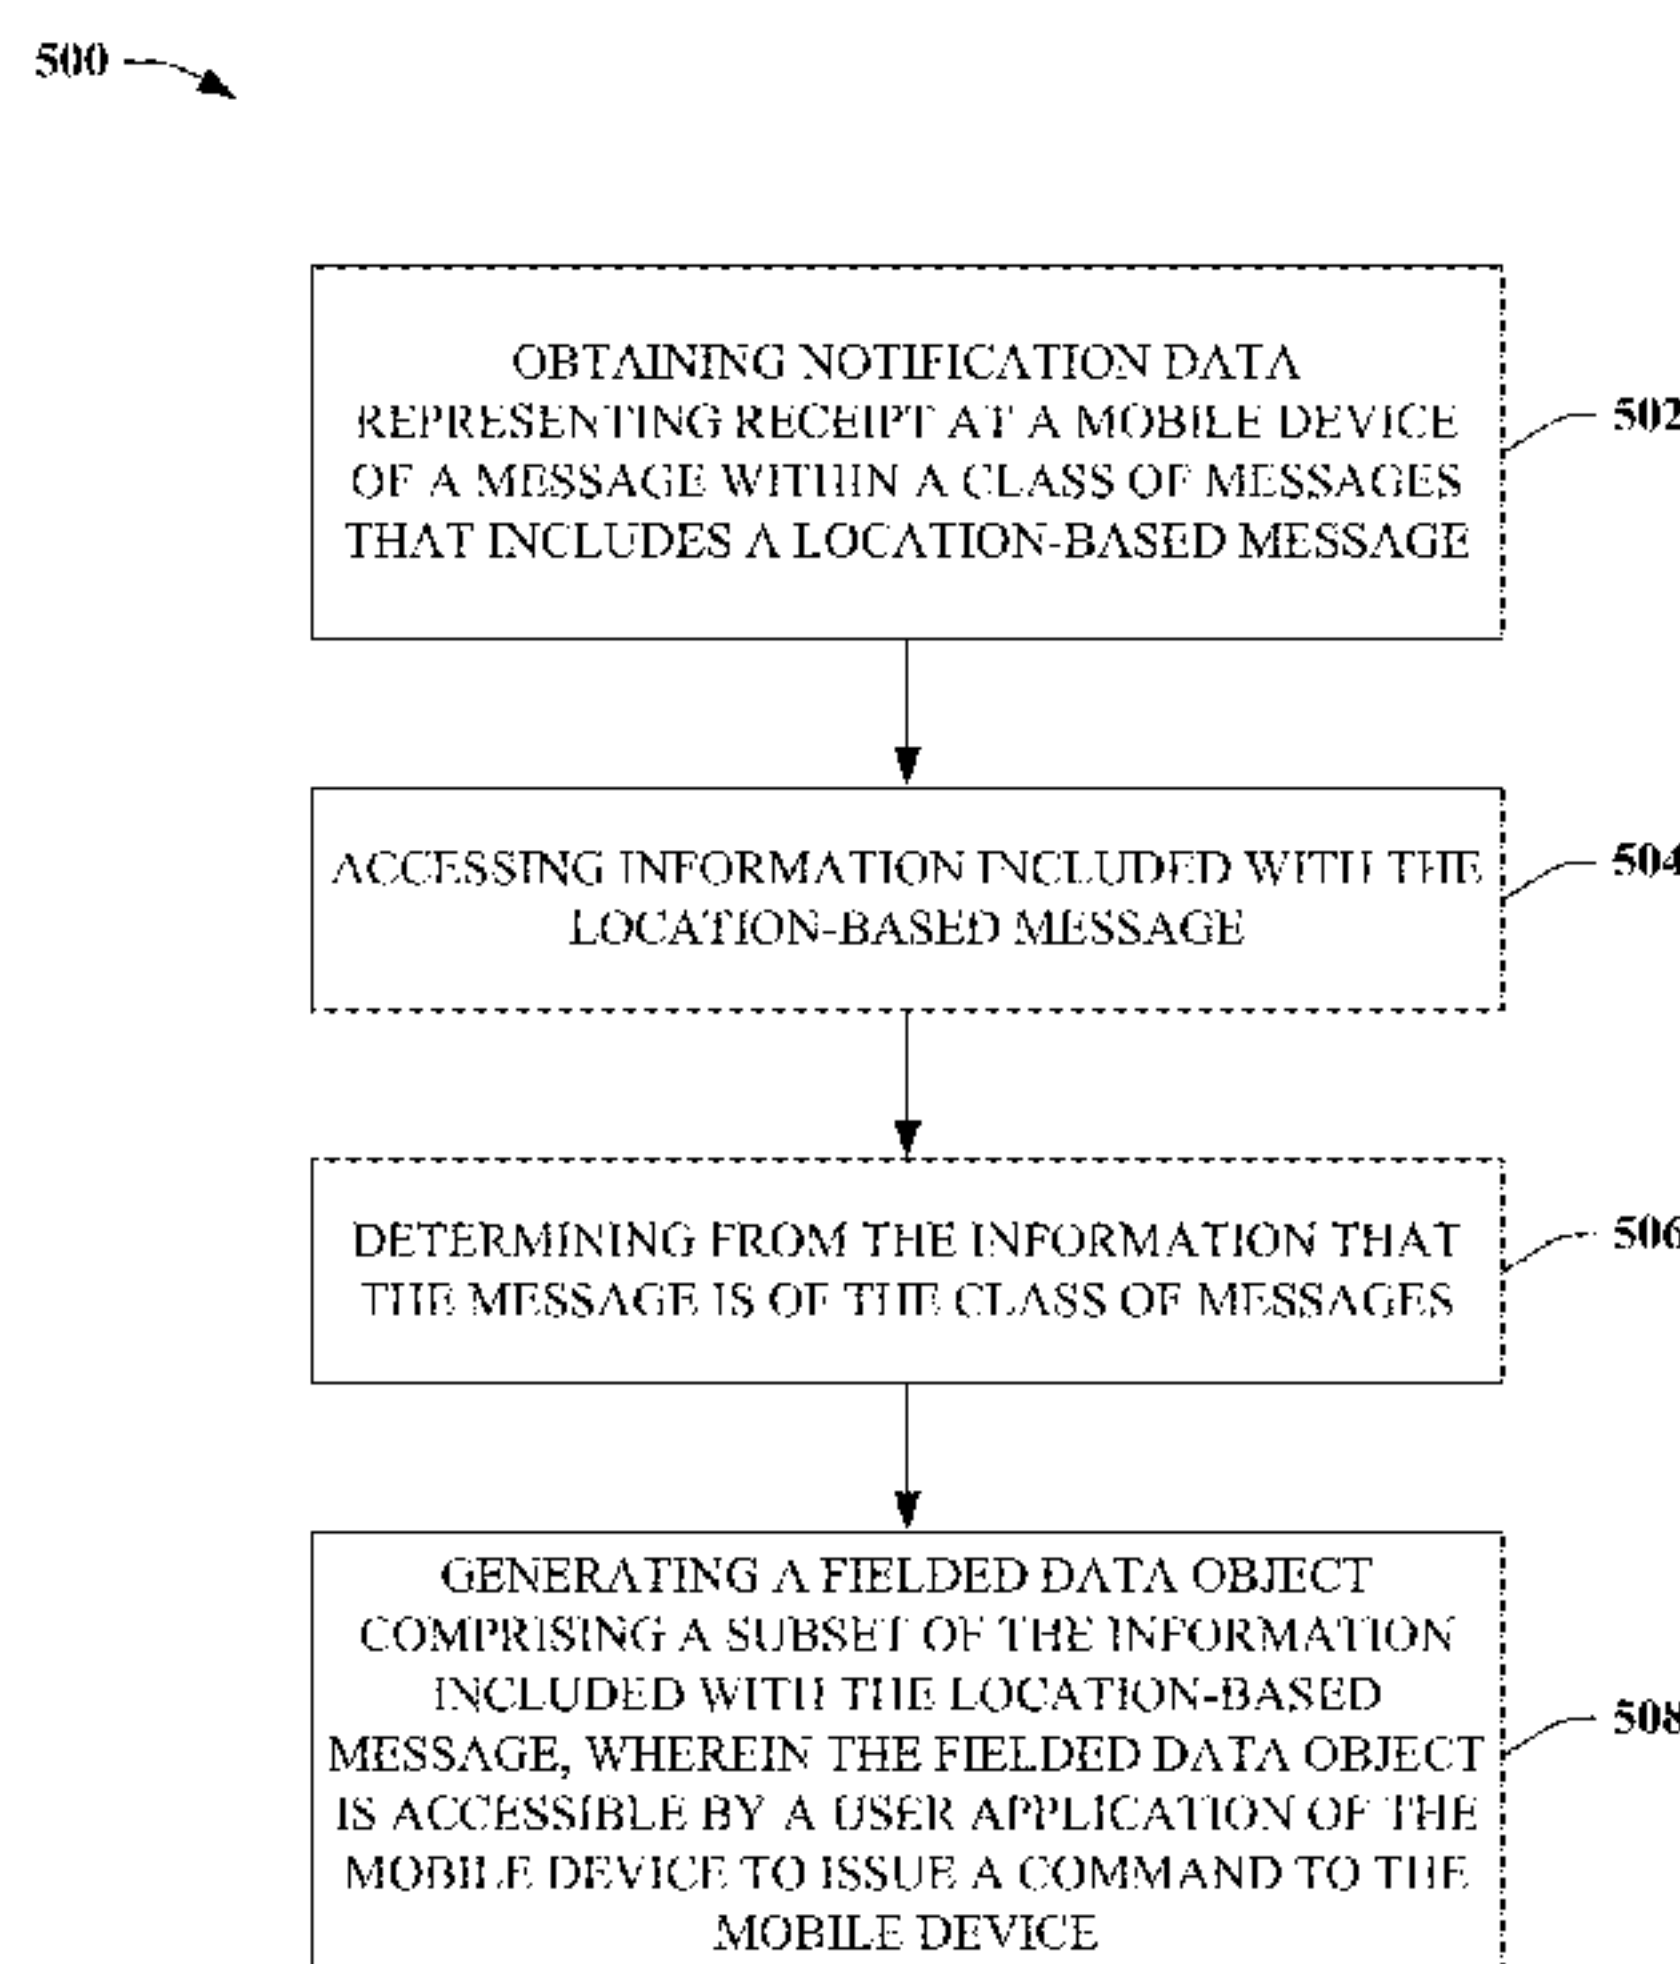 500
OBTAINING NOTIFICATION DATA
REPRESENTING RECEIPT AT A MOBILE DEVICE
OF A MESSAGE WITHIN A CLASS OF MESSAGES
THAT INCLUDES A LOCATION-BASED MESSAGE
502
ACCESSING INFORMATION INCLUDED WITH THE
LOCATION-BASED MESSAGE
504
DETERMINING FROM THE INFORMATION THAT
THE MESSAGE IS OF THE CLASS OF MESSAGES
506
GENERATING A FIELDED DATA OBJECT
COMPRISING A SUBSET OF THE INFORMATION
INCLUDED WITH THE LOCATION-BASED
MESSAGE, WHEREIN THE FIELDED DATA OBJECT
IS ACCESSIBLE BY A USER APPLICATION OF THE
MOBILE DEVICE TO ISSUE A COMMAND TO THE
MOBILE DEVICE
508